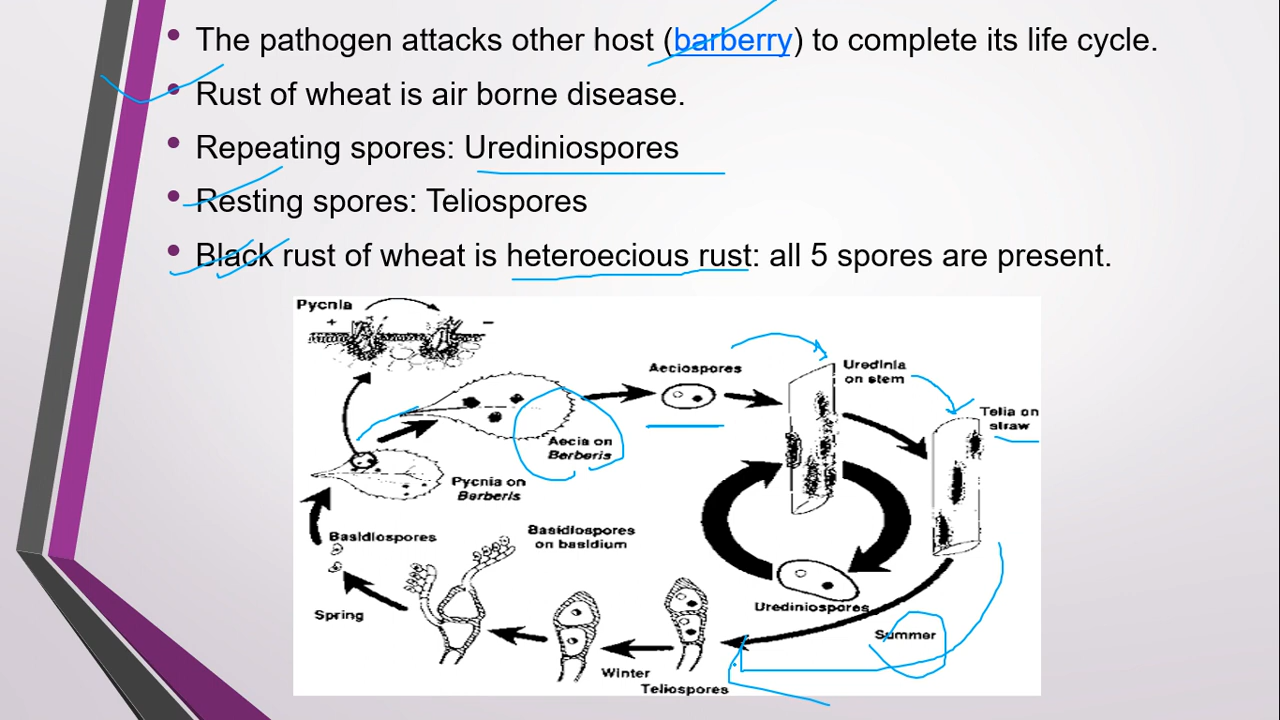 The pathogen attacks other host (barberry) to complete its life cycle.
Rust of wheat is air borne disease.
Repeating spores: Urediniospores
Resting spores: Teliospores
Black rust of wheat is heteroecious rust: all 5 spores are present.
Pycnia
+ –
Aeciospores
Uredinia
on stem
Telia on
straw
Aecia on
Berberis
Pycnia on
Berberis
Basidiospores
Basidiospores
on basidium
Urediniospores
Spring
Summer
Winter
Teliospores